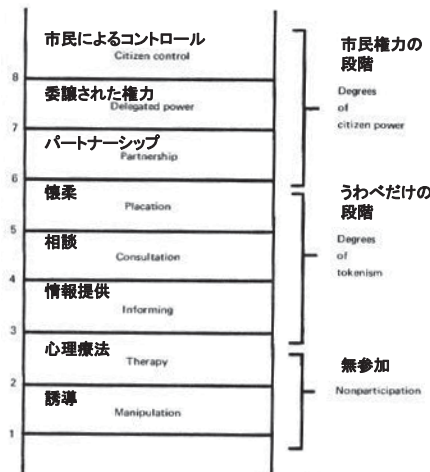 市民によるコントロール
Citizen control
8
委譲された権力
Delegated power
7
パートナーシップ
Partnership
6
懐柔
Placation
5
相談
Consultation
4
情報提供
Informing
3
心理療法
Therapy
2
誘導
Manipulation
1
市民権力の
段階
Degrees
of
citizen power
うわべだけの
段階
Degrees
of
tokenism
無参加
Nonparticipation